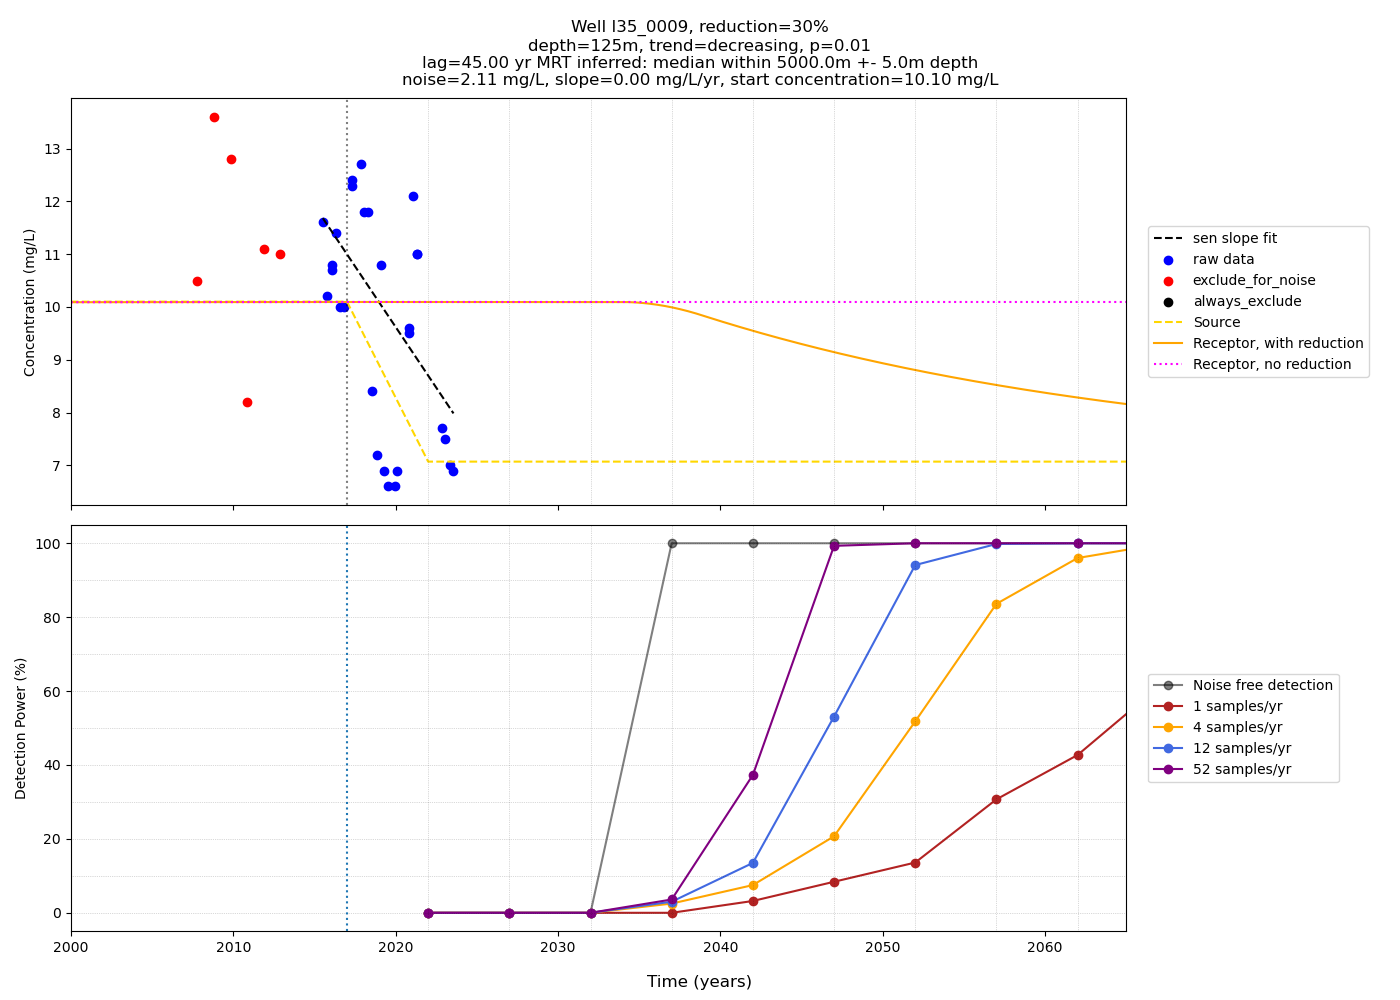 Well l35_0009, reduction=30%
depth=125m, trend=decreasing, p=0.01
lag=45.00 yr MRT inferred: median within 5000.0m +- 5.0m depth
noise=2.11 mg/L, slope=0.00 mg/L/yr, start concentration=10.10 mg/L
Concentration (mg/L)
13
12
11
10
9
8
7
sen slope fit
raw data
exclude_for_noise
always_exclude
Source
Receptor, with reduction
Receptor, no reduction
Detection Power (%)
100
80
60
40
20
0
Noise free detection
1 samples/yr
4 samples/yr
12 samples/yr
52 samples/yr
2000 2010 2020 2030 2040 2050 2060
Time (years)